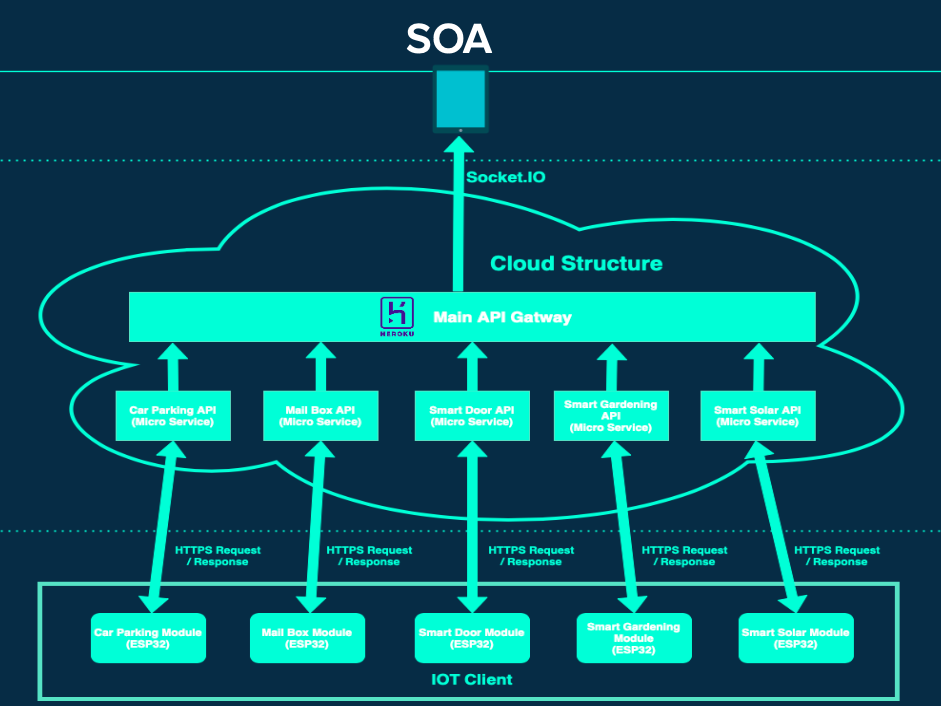 SOA
Socket.IO
Cloud Structure
HEROKU
Main API Gatway
Car Parking API
(Micro Service)
Mail Box API
(Micro Service)
Smart Door API
(Micro Service)
Smart Gardening
API
(Micro Service)
Smart Solar API
(Micro Service)
HTTPS Request
/ Response
HTTPS Request
/ Response
HTTPS Request
/ Response
HTTPS Request
/ Response
HTTPS Request
/ Response
Car Parking Module
(ESP32)
Mail Box Module
(ESP32)
Smart Door Module
(ESP32)
Smart Gardening
Module
(ESP32)
Smart Solar Module
(ESP32)
IOT Client